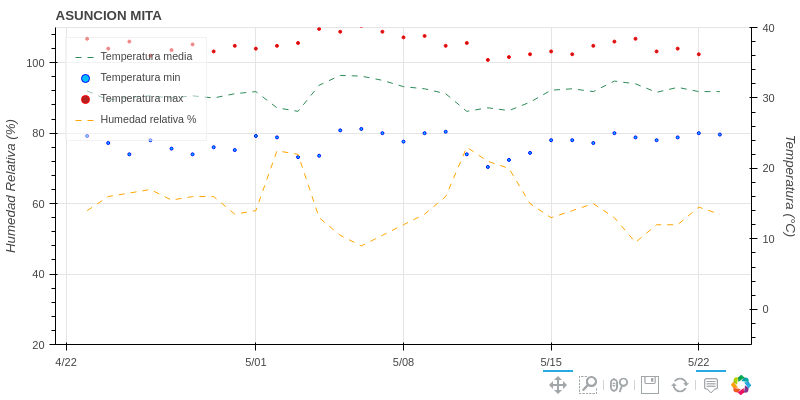 ASUNCION MITA
Temperatura media
Temperatura min
Temperatura max
Humedad relativa %
Humedad Relativa (%)
100
80
60
40
20
Temperatura (°C)
40
30
20
10
0
4/22
5/01
5/08
5/15
5/22